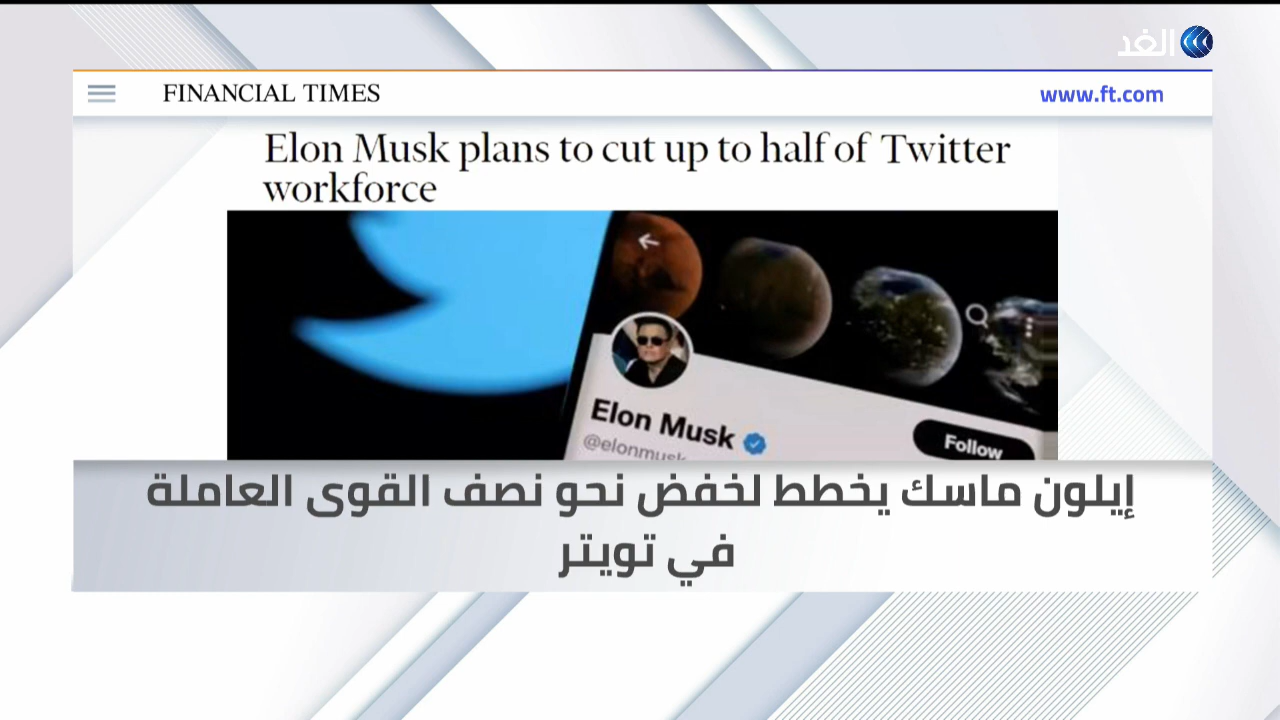 الغد
FINANCIAL TIMES
www.ft.com
Elon Musk plans to cut up to half of Twitter
workforce
Elon Musk
@elonmusk
Follow
إيلون ماسك يخطط لخفض نحو نصف القوى العاملة
في تويتر